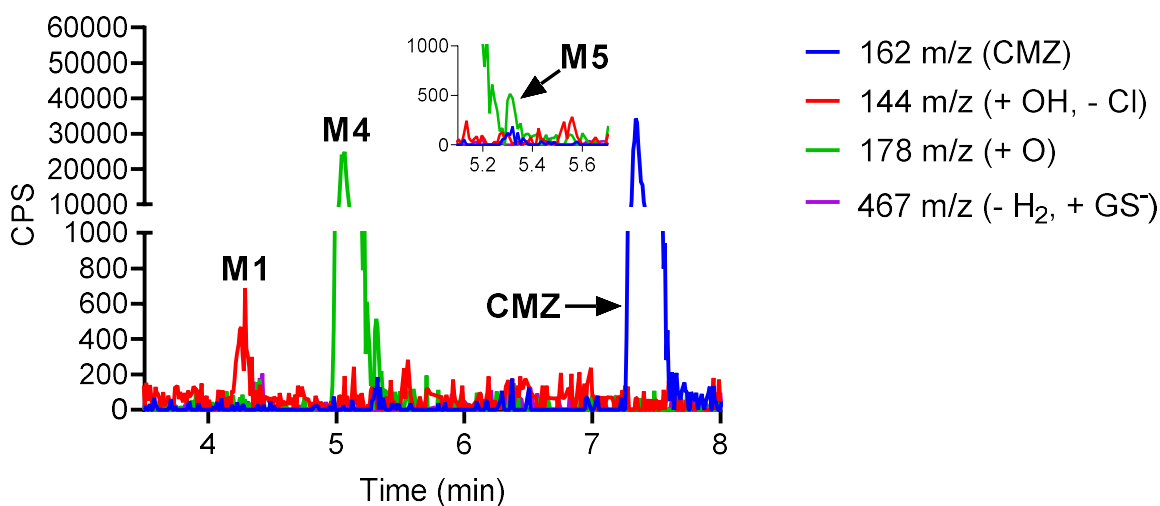 60000
50000
40000
30000
20000
10000
1000
800
600
400
200
0
CPS
4
5
6
7
8
Time (min)
M1
M4
CMZ
1000
500
0
5.2
5.4
5.6
M5
162 m/z (CMZ)
144 m/z (+ OH, - Cl)
178 m/z (+ O)
467 m/z (- H₂, + GS⁻)